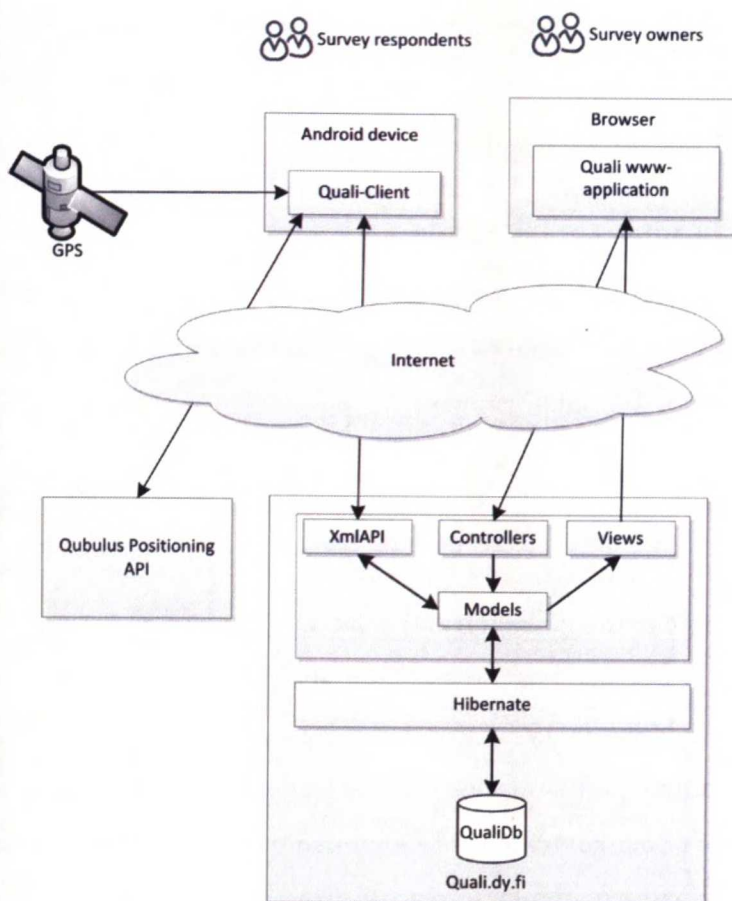 Survey respondents
Survey owners
Android device
Quali-Client
Browser
Quali www-
application
GPS
Internet
Qubulus Positioning
API
XmlAPI
Controllers
Views
Models
Hibernate
QualiDb
Quali.dy.fi